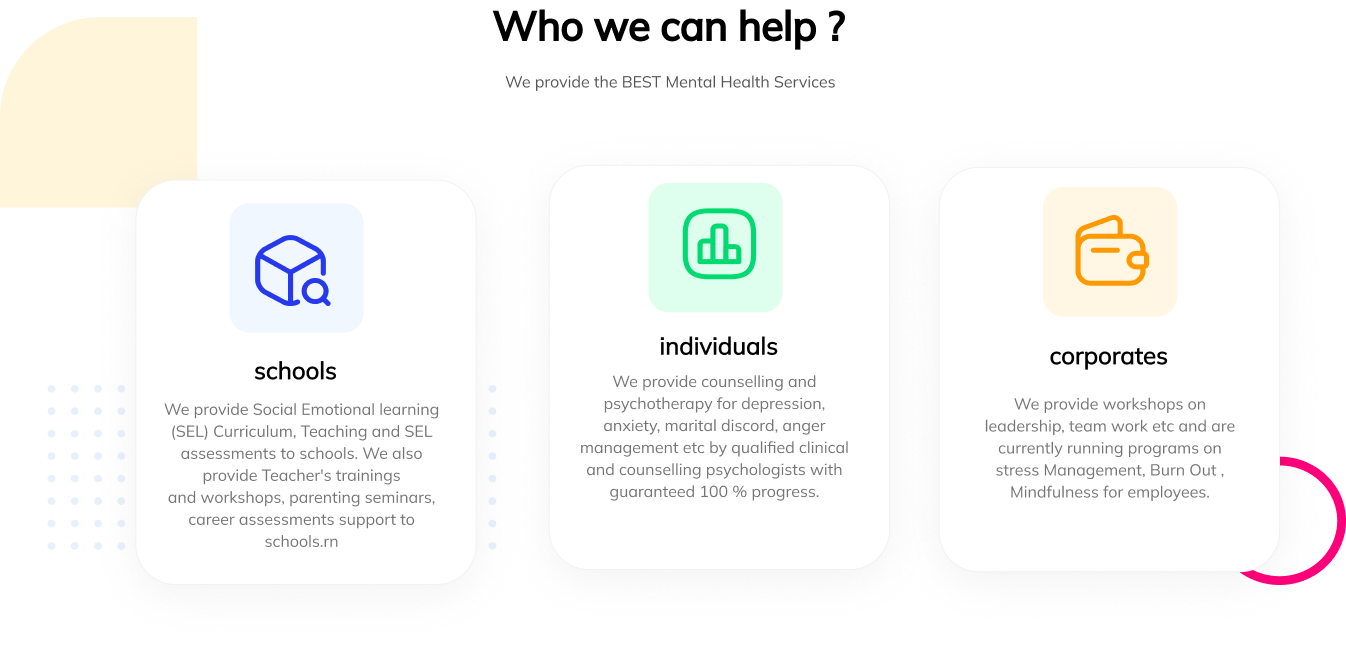 Who we can help ?
We provide the BEST Mental Health Services
schools
We provide Social Emotional learning
(SEL) Curriculum, Teaching and SEL
assessments to schools. We also
provide Teacher's trainings
and workshops, parenting seminars,
career assessments support to
schools.rn
individuals
We provide counselling and
psychotherapy for depression,
anxiety, marital discord, anger
management etc by qualified clinical
and counselling psychologists with
guaranteed 100 % progress.
corporates
We provide workshops on
leadership, team work etc and are
currently running programs on
stress Management, Burn Out ,
Mindfulness for employees.